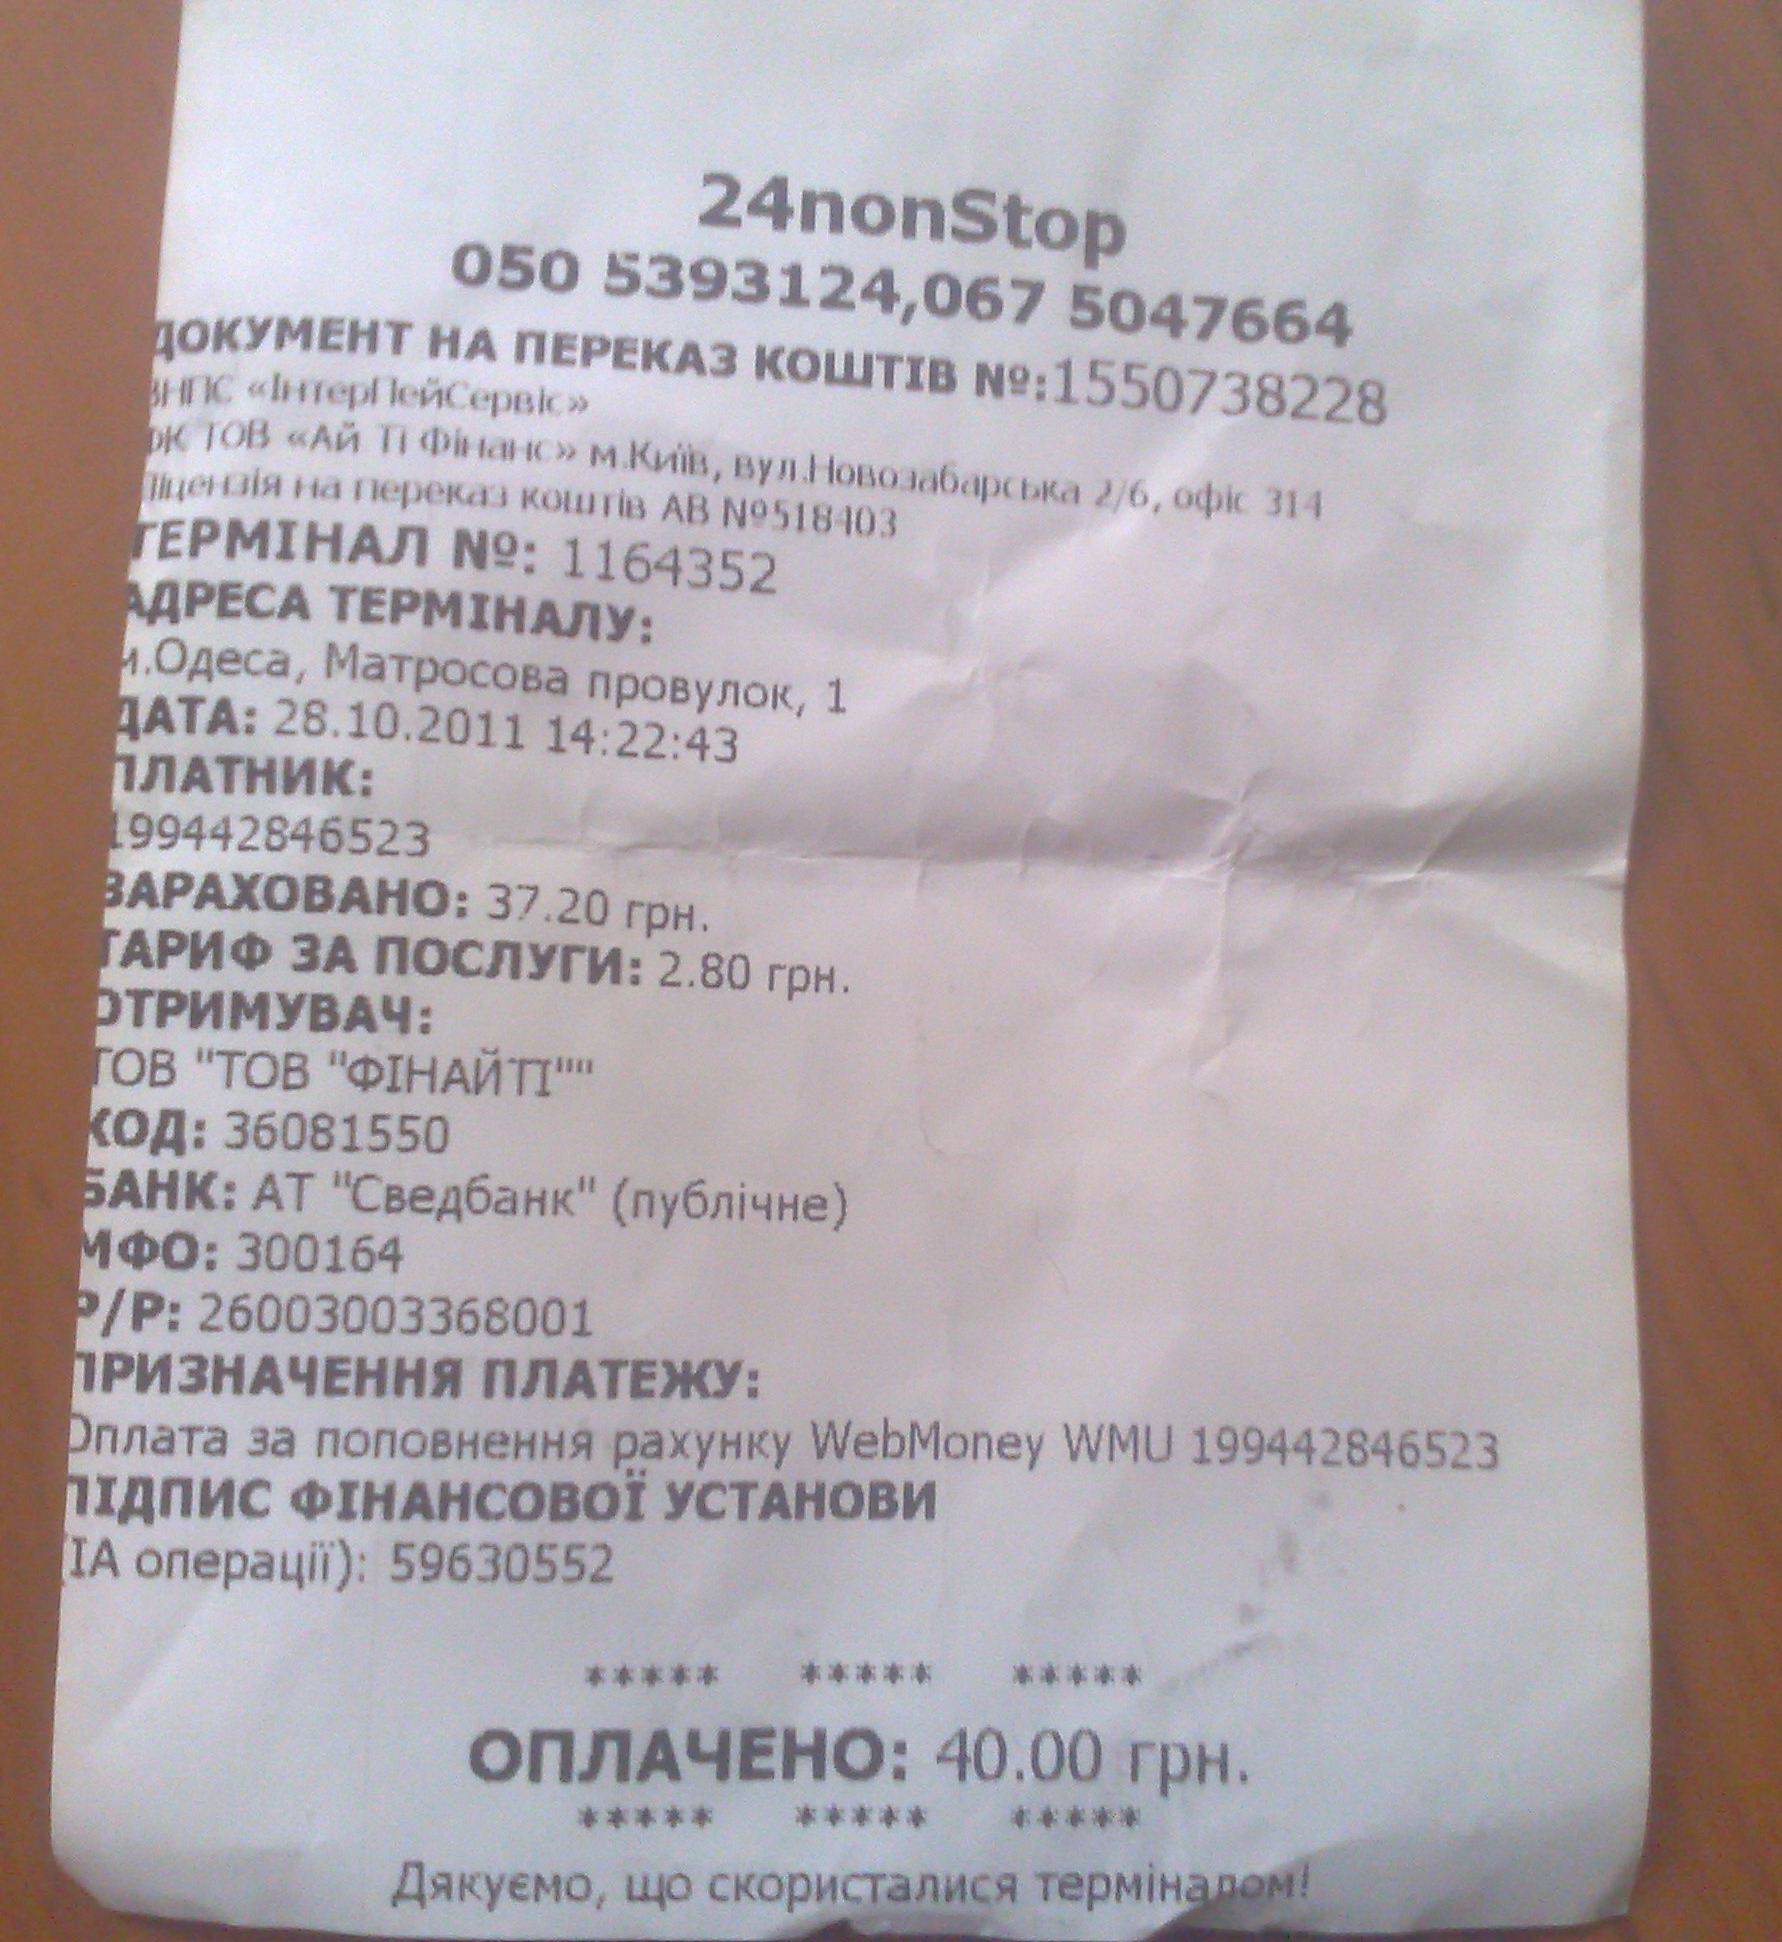 24nonStop
050 5393124,067 5047664
ДОКУМЕНТ НА ПЕРЕКАЗ КОШТІВ №:1550738228
ВНПС «ІнтерПейСервіс»
ФК ТОВ «Ай Ті Фінанс» м.Київ, вул.Новозабарська 2/6, офіс 314
Ліцензія на переказ коштів АВ №518403
ТЕРМІНАЛ №: 1164352
АДРЕСА ТЕРМІНАЛУ:
м.Одеса, Матросова провулок, 1
ДАТА: 28.10.2011 14:22:43
ПЛАТНИК:
199442846523
ЗАРАХОВАНО: 37.20 грн.
ТАРИФ ЗА ПОСЛУГИ: 2.80 грн.
ОТРИМУВАЧ:
ТОВ "ТОВ "ФІНАЙТІ""
КОД: 36081550
БАНК: АТ "Сведбанк" (публічне)
МФО: 300164
Р/Р: 26003003368001
ПРИЗНАЧЕННЯ ПЛАТЕЖУ:
Оплата за поповнення рахунку WebMoney WMU 199442846523
ПІДПИС ФІНАНСОВОЇ УСТАНОВИ
(ІА операції): 59630552
***** ***** *****
ОПЛАЧЕНО: 40.00 грн.
***** ***** *****
Дякуємо, що скористалися терміналом!